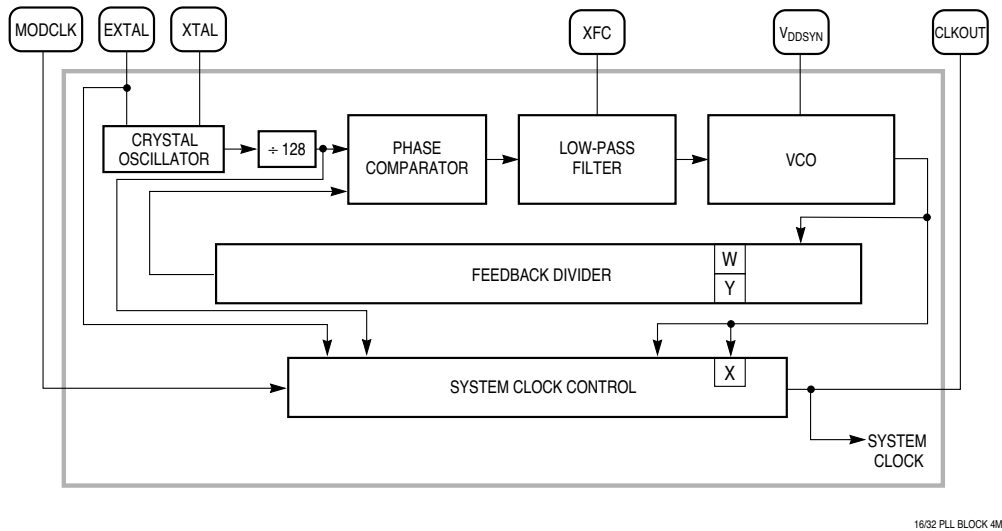 MODCLK
EXTAL
XTAL
XFC
VDDSYN
CLKOUT
CRYSTAL
OSCILLATOR
÷ 128
PHASE
COMPARATOR
LOW-PASS
FILTER
VCO
FEEDBACK DIVIDER
W
Y
SYSTEM CLOCK CONTROL
X
SYSTEM
CLOCK
16/32 PLL BLOCK 4M